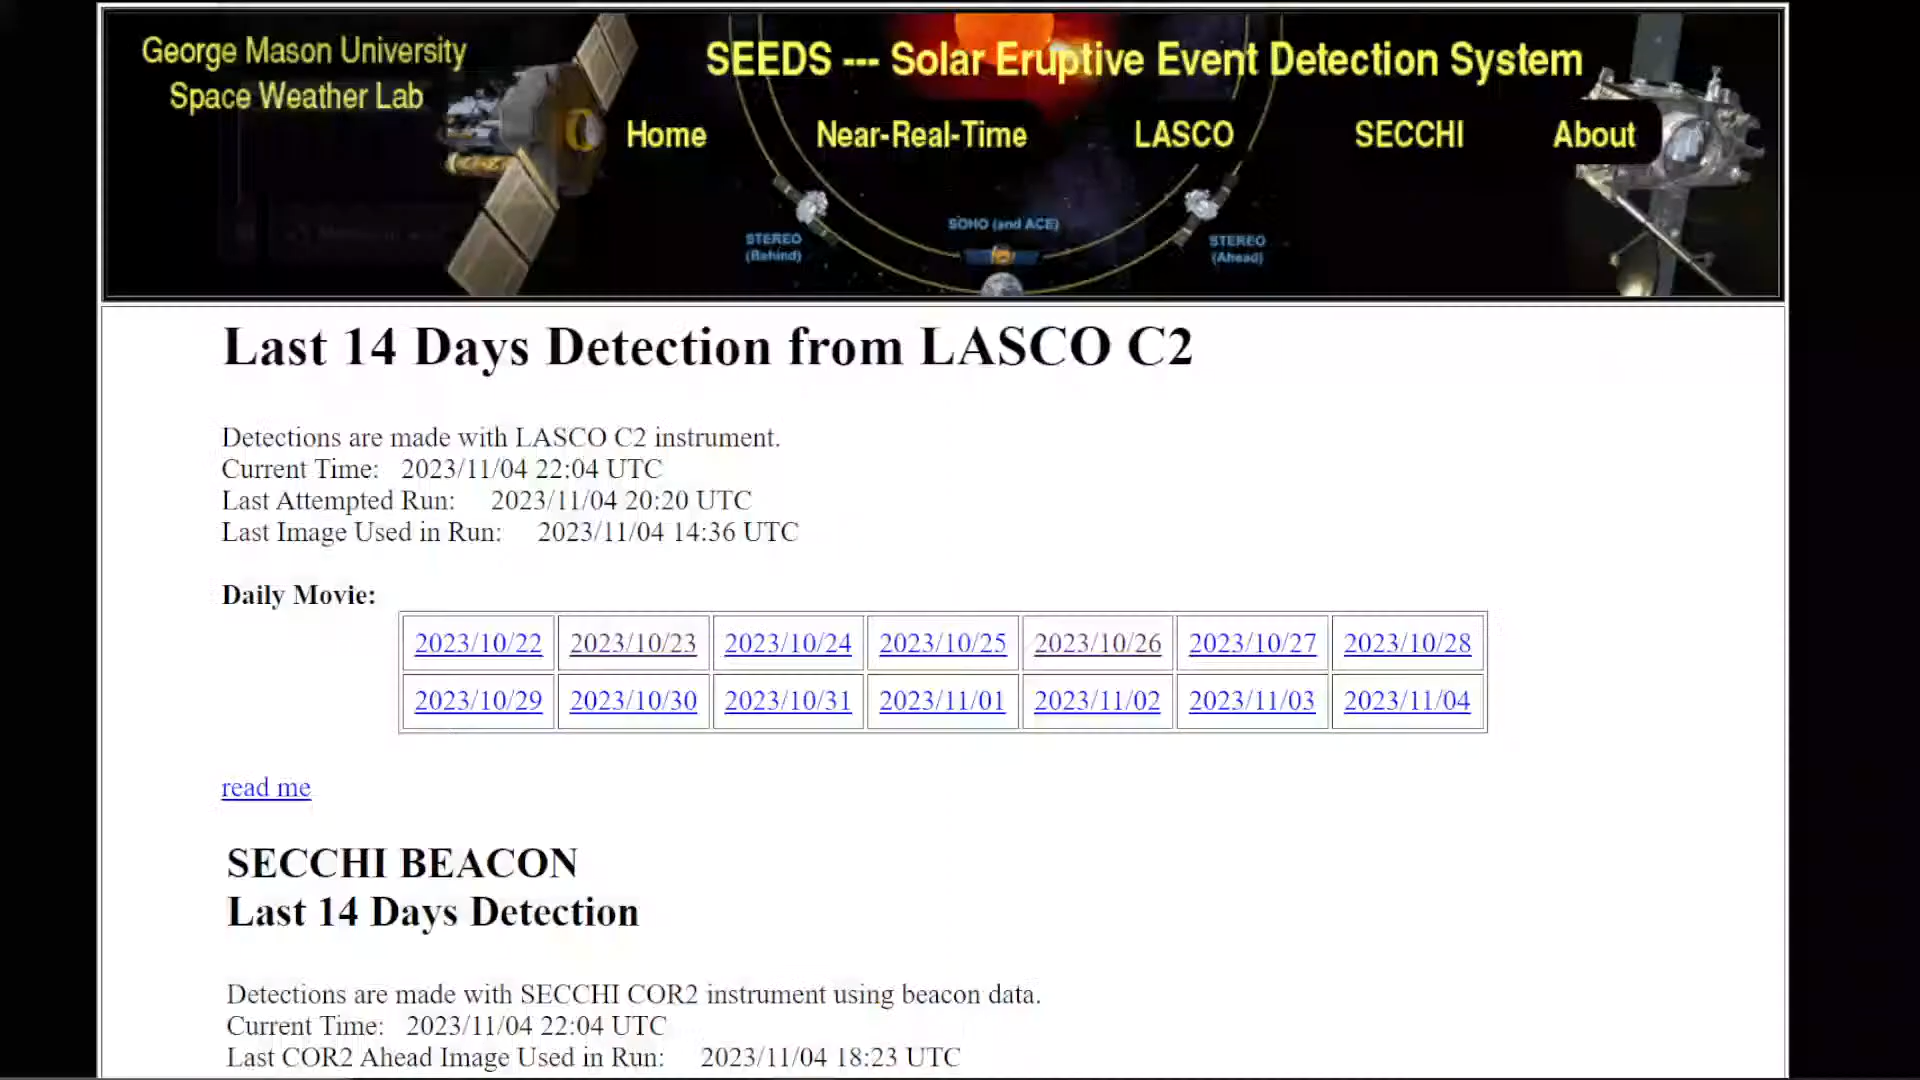 George Mason University
Space Weather Lab
SEEDS --- Solar Eruptive Event Detection System
Home Near-Real-Time LASCO SECCHI About
SOHO (and ACE)
STEREO
(Behind)
STEREO
(Ahead)
Last 14 Days Detection from LASCO C2
Detections are made with LASCO C2 instrument.
Current Time: 2023/11/04 22:04 UTC
Last Attempted Run: 2023/11/04 20:20 UTC
Last Image Used in Run: 2023/11/04 14:36 UTC
Daily Movie:
2023/10/22 2023/10/23 2023/10/24 2023/10/25 2023/10/26 2023/10/27 2023/10/28
2023/10/29 2023/10/30 2023/10/31 2023/11/01 2023/11/02 2023/11/03 2023/11/04
read me
SECCHI BEACON
Last 14 Days Detection
Detections are made with SECCHI COR2 instrument using beacon data.
Current Time: 2023/11/04 22:04 UTC
Last COR2 Ahead Image Used in Run: 2023/11/04 18:23 UTC